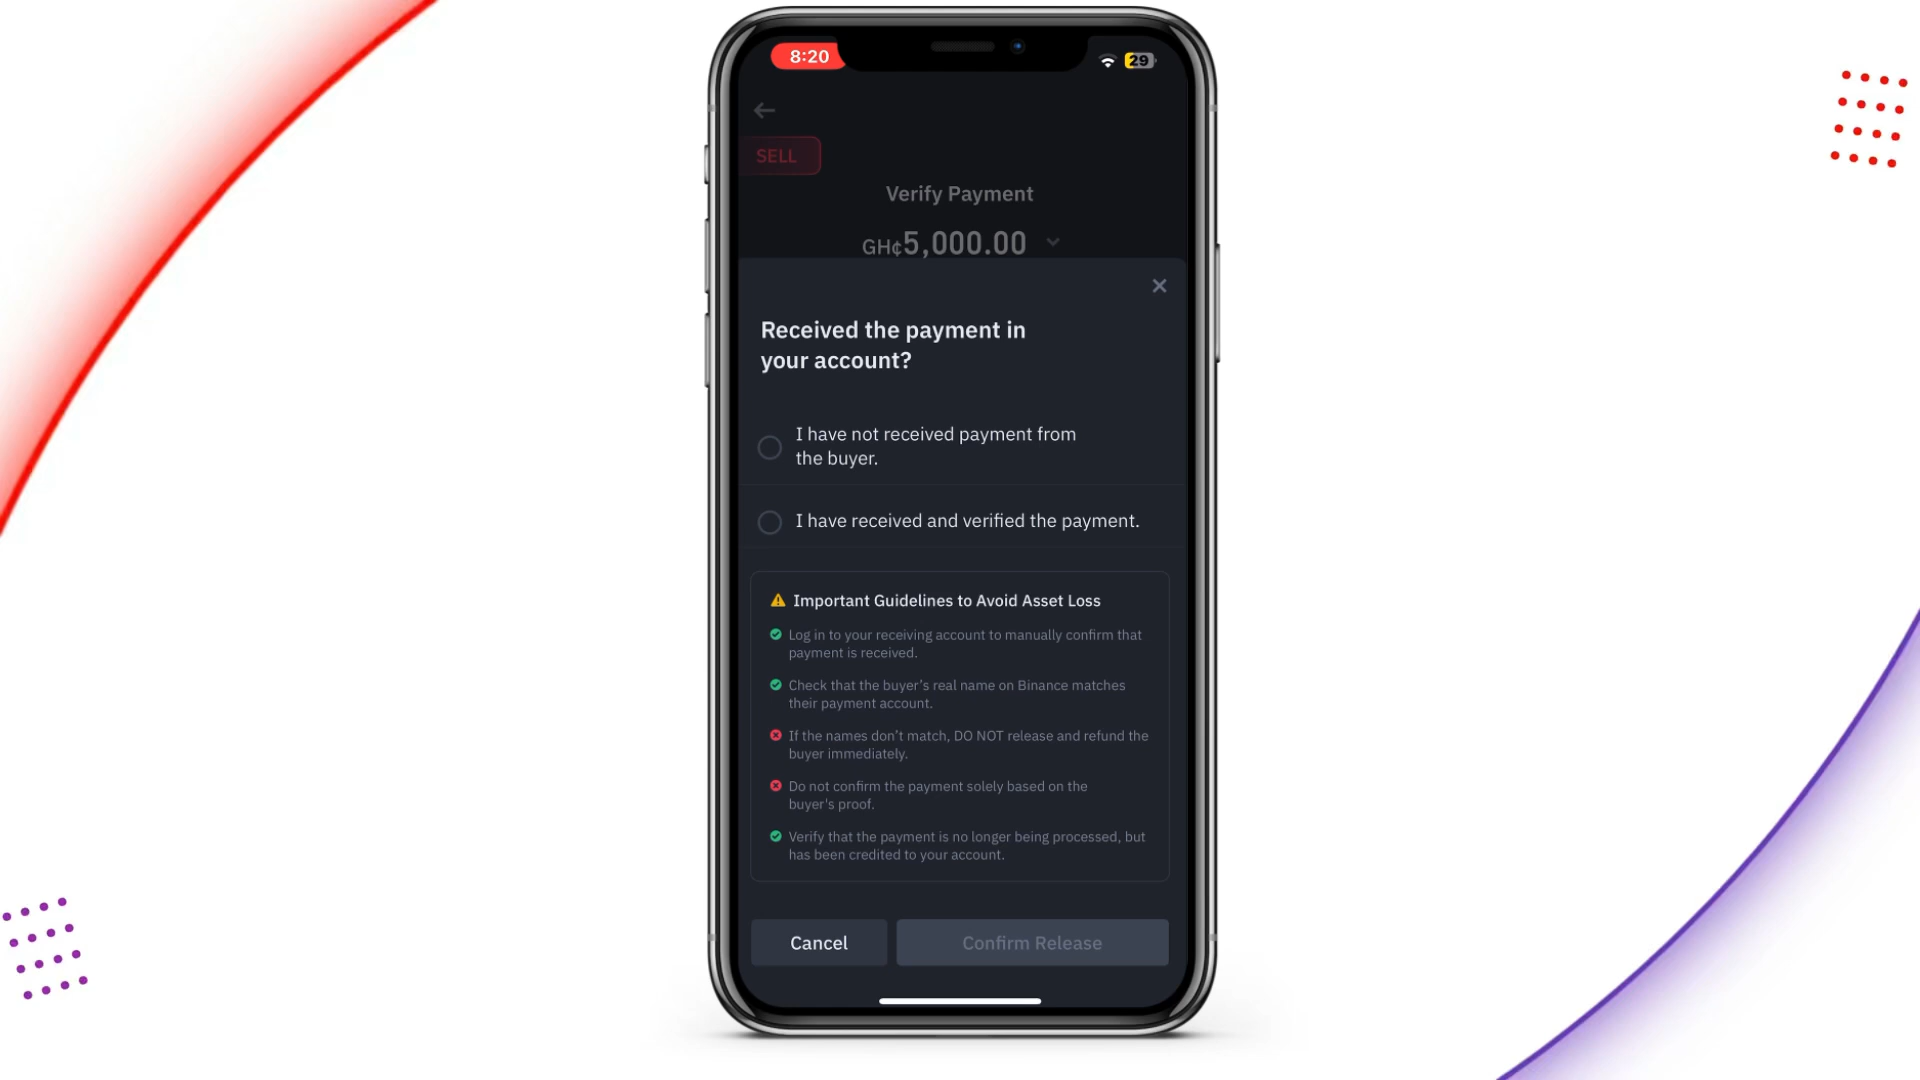 8:20
29
SELL
Verify Payment
GH¢5,000.00
Received the payment in
your account?
I have not received payment from
the buyer.
I have received and verified the payment.
Important Guidelines to Avoid Asset Loss
Log in to your receiving account to manually confirm that
payment is received.
Check that the buyer's real name on Binance matches
their payment account.
If the names don't match, DO NOT release and refund the
buyer immediately.
Do not confirm the payment solely based on the
buyer's proof.
Verify that the payment is no longer being processed, but
has been credited to your account.
Cancel
Confirm Release